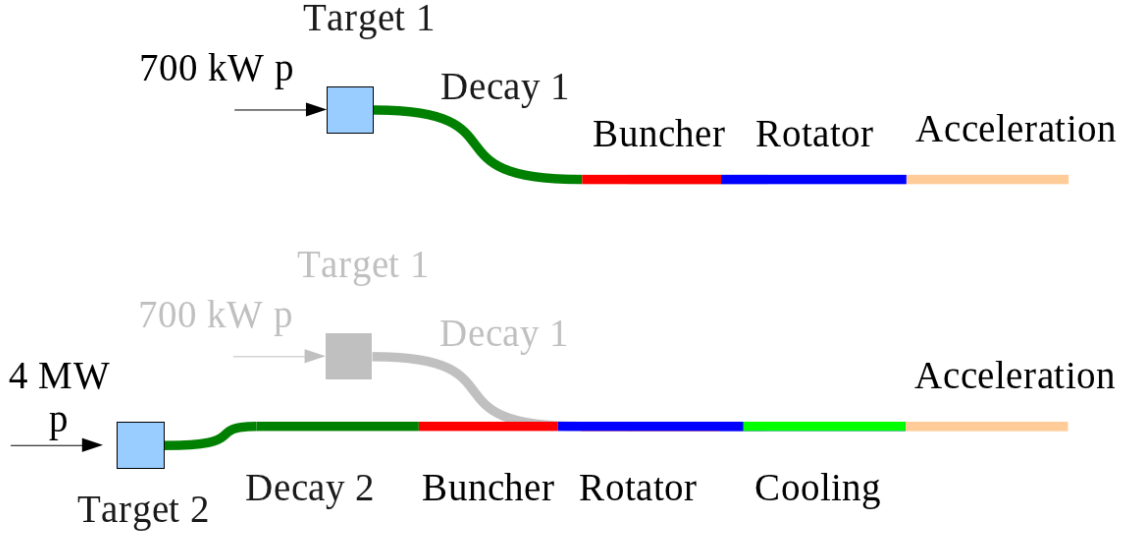 Target 1
700 kW p
Decay 1
Buncher
Rotator
Acceleration
Target 1
700 kW p
Decay 1
4 MW
p
Acceleration
Target 2
Decay 2
Buncher
Rotator
Cooling